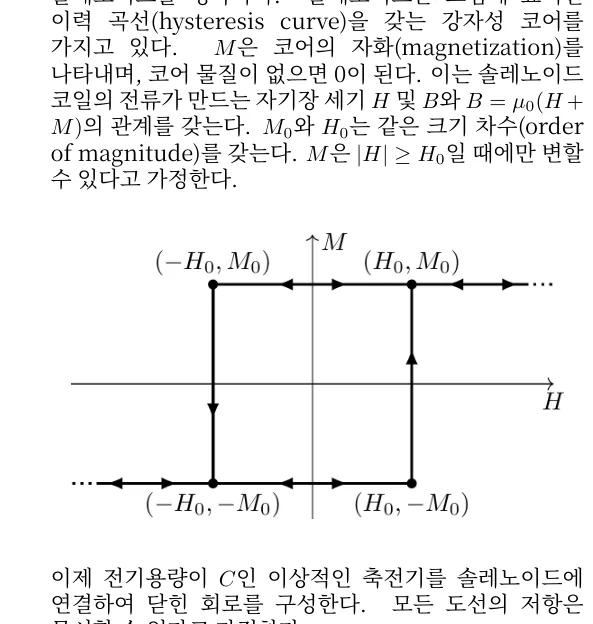 이력 곡선(hysteresis curve)을 갖는 강자성 코어를
가지고 있다. M은 코어의 자화(magnetization)를
나타내며, 코어 물질이 없으면 0이 된다. 이는 솔레노이드
코일의 전류가 만드는 자기장 세기 H 및 B와 B = μ₀(H +
M)의 관계를 갖는다. M₀와 H₀는 같은 크기 차수(order
of magnitude)를 갖는다. M은 |H| ≥ H₀일 때에만 변할
수 있다고 가정한다.
M
(−H₀, M₀) (H₀, M₀)
H
(−H₀, −M₀) (H₀, −M₀)
이제 전기용량이 C인 이상적인 축전기를 솔레노이드에
연결하여 닫힌 회로를 구성한다. 모든 도선의 저항은